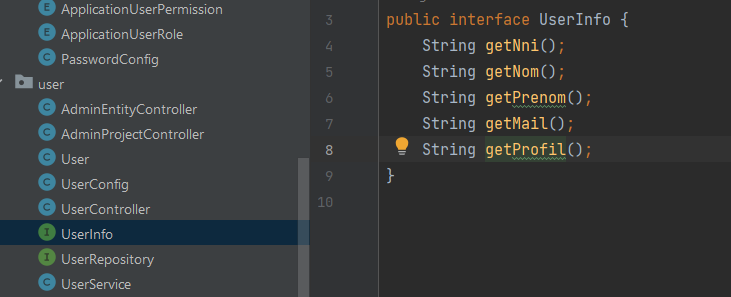 ApplicationUserPermission
ApplicationUserRole
PasswordConfig
user
AdminEntityController
AdminProjectController
User
UserConfig
UserController
UserInfo
UserRepository
UserService
3 public interface UserInfo {
4 String getNni();
5 String getNom();
6 String getPrenom();
7 String getMail();
8 String getProfil();
9 }
10